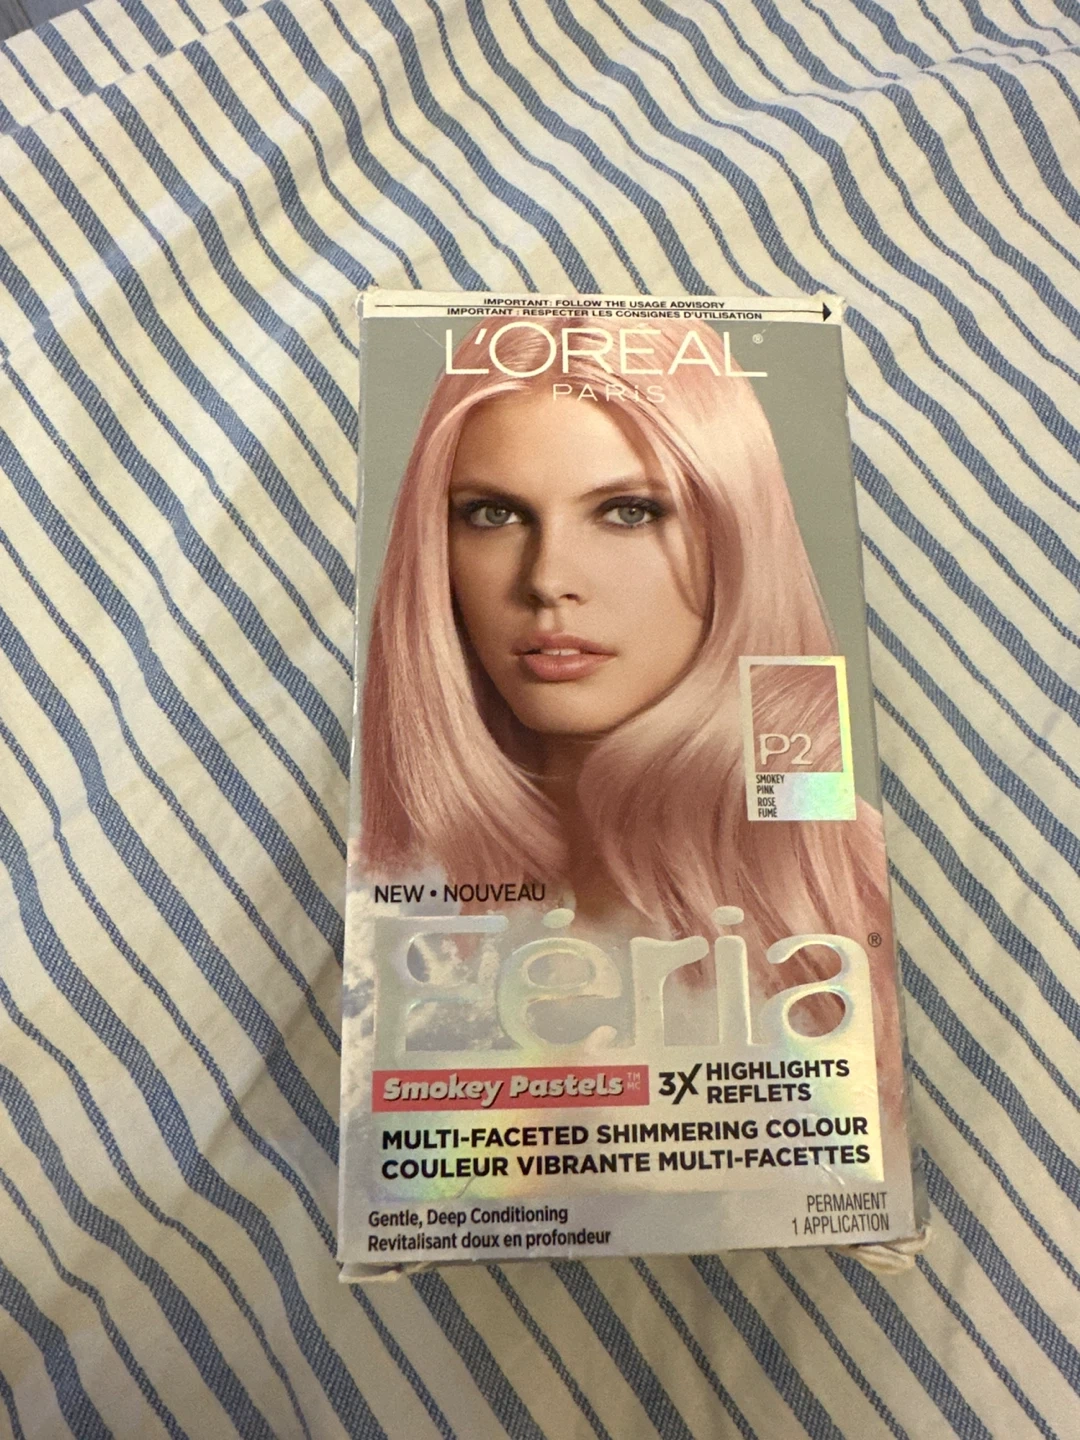 IMPORTANT: FOLLOW THE USAGE ADVISORY
IMPORTANT : RESPECTER LES CONSIGNES D'UTILISATION
L'ORÉAL®
PARiS
P2
SMOKEY
PINK
ROSE
FUMÉ
NEW • NOUVEAU
Féria®
Smokey Pastels™ MC
3X HIGHLIGHTS
REFLETS
MULTI-FACETED SHIMMERING COLOUR
COULEUR VIBRANTE MULTI-FACETTES
Gentle, Deep Conditioning
Revitalisant doux en profondeur
PERMANENT
1 APPLICATION